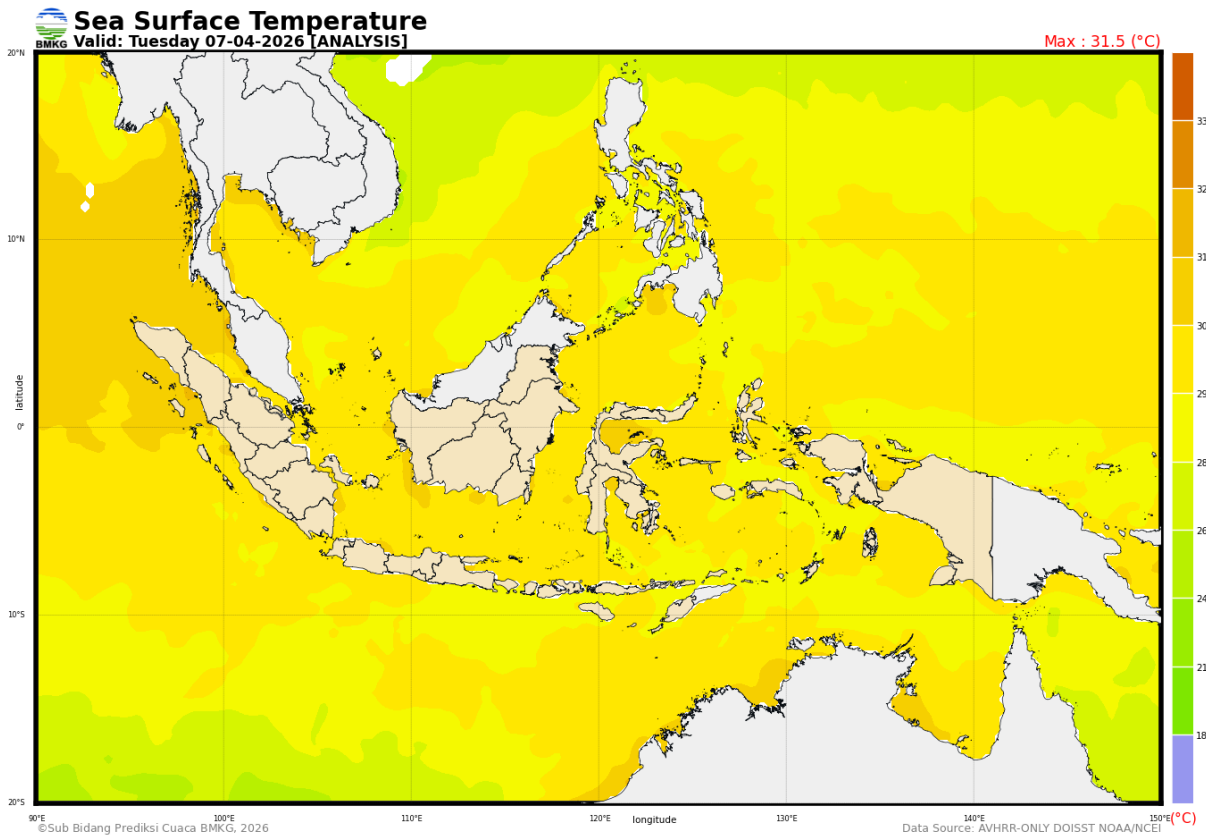 BMKG
Sea Surface Temperature
Valid: Tuesday 07-04-2026 [ANALYSIS]
Max : 31.5 (°C)
20°N
10°N
0°
10°S
20°S
latitude
90°E
100°E
110°E
120°E
130°E
140°E
150°E
longitude
33
32
31
30
29
28
26
24
21
18
(°C)
©Sub Bidang Prediksi Cuaca BMKG, 2026
Data Source: AVHRR-ONLY DOISST NOAA/NCEI